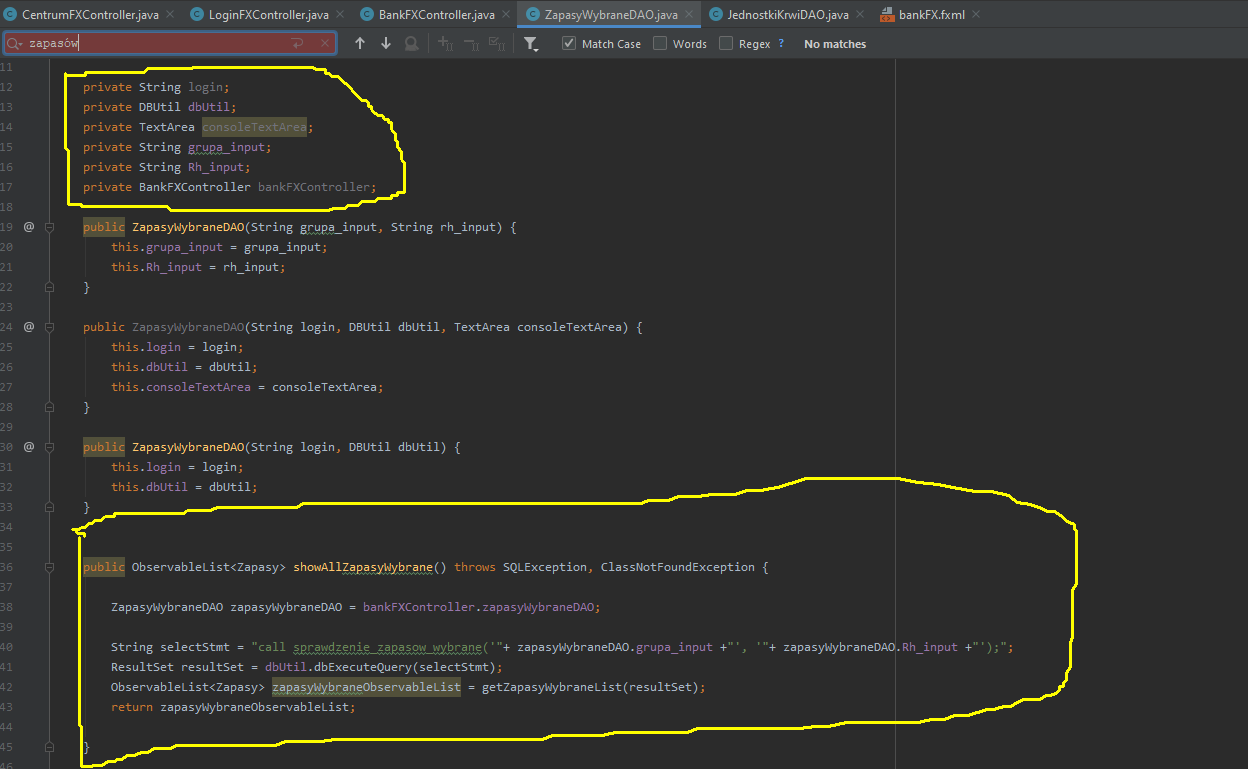 CentrumFXController.java LoginFXController.java BankFXController.java ZapasyWybraneDAO.java JednostkiKrwiDAO.java bankFX.fxml
zapasów Match Case Words Regex ? No matches
11
12 private String login;
13 private DBUtil dbUtil;
14 private TextArea consoleTextArea;
15 private String grupa_input;
16 private String Rh_input;
17 private BankFXController bankFXController;
18
19 @ public ZapasyWybraneDAO(String grupa_input, String rh_input) {
20 this.grupa_input = grupa_input;
21 this.Rh_input = rh_input;
22 }
23
24 @ public ZapasyWybraneDAO(String login, DBUtil dbUtil, TextArea consoleTextArea) {
25 this.login = login;
26 this.dbUtil = dbUtil;
27 this.consoleTextArea = consoleTextArea;
28 }
29
30 @ public ZapasyWybraneDAO(String login, DBUtil dbUtil) {
31 this.login = login;
32 this.dbUtil = dbUtil;
33 }
34
35
36 public ObservableList<Zapasy> showAllZapasyWybrane() throws SQLException, ClassNotFoundException {
37
38 ZapasyWybraneDAO zapasyWybraneDAO = bankFXController.zapasyWybraneDAO;
39
40 String selectStmt = "call sprawdzenie_zapasow_wybrane('"+ zapasyWybraneDAO.grupa_input +"', '"+ zapasyWybraneDAO.Rh_input +"');";
41 ResultSet resultSet = dbUtil.dbExecuteQuery(selectStmt);
42 ObservableList<Zapasy> zapasyWybraneObservableList = getZapasyWybraneList(resultSet);
43 return zapasyWybraneObservableList;
44
45 }
46